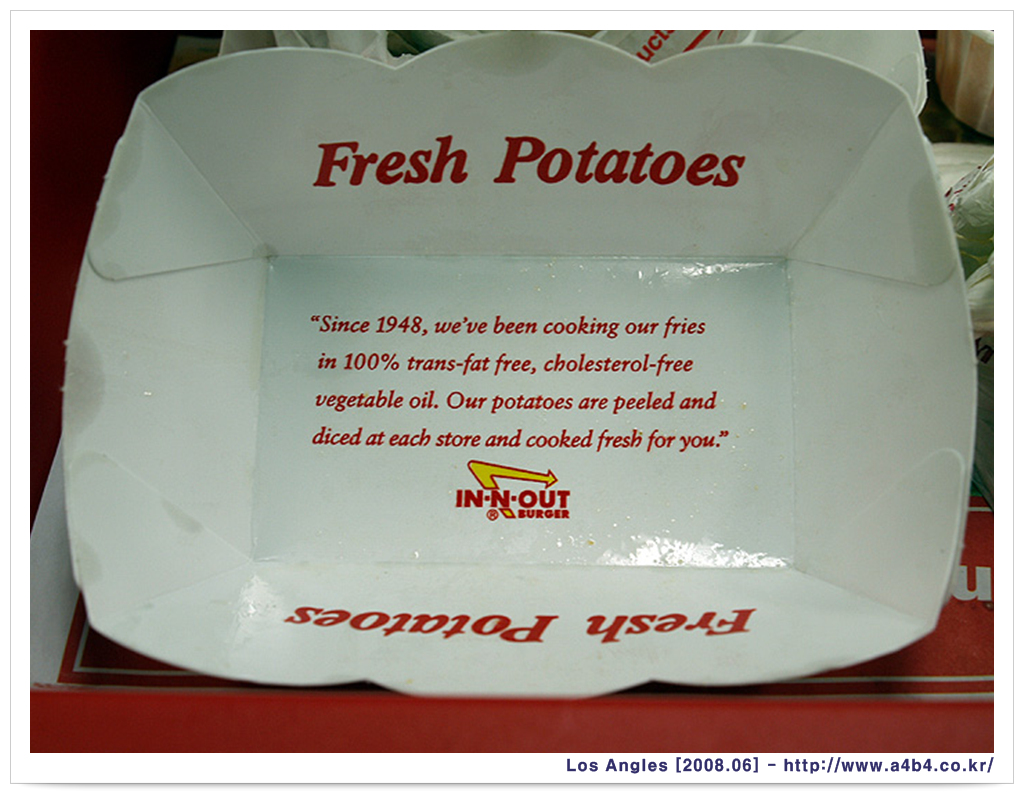 Fresh Potatoes
“Since 1948, we've been cooking our fries
in 100% trans-fat free, cholesterol-free
vegetable oil. Our potatoes are peeled and
diced at each store and cooked fresh for you.”
IN-N-OUT
® BURGER
Fresh Potatoes
Los Angles [2008.06] - http://www.a4b4.co.kr/